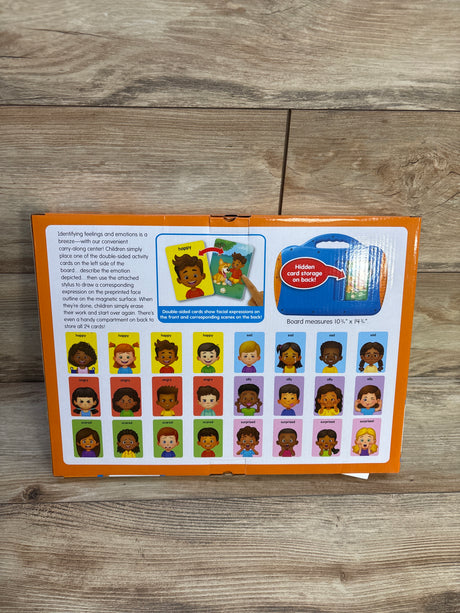 Identifying feelings and emotions is a
breeze—with our convenient
carry-along center! Children simply
place one of the double-sided activity
cards on the left side of the
board...describe the emotion
depicted...then use the attached
stylus to draw a corresponding
expression on the preprinted face
outline on the magnetic surface. When
they're done, children simply erase
their work and start over again. There's
even a handy compartment on back to
store all 24 cards!
happy
Double-sided cards show facial expressions on
the front and corresponding scenes on the back!
Hidden
card storage
on back!
Board measures 10 ¾" x 14 ¾".
happy happy happy happy sad sad sad sad
angry angry angry angry silly silly silly silly
scared scared scared scared surprised surprised surprised surprised